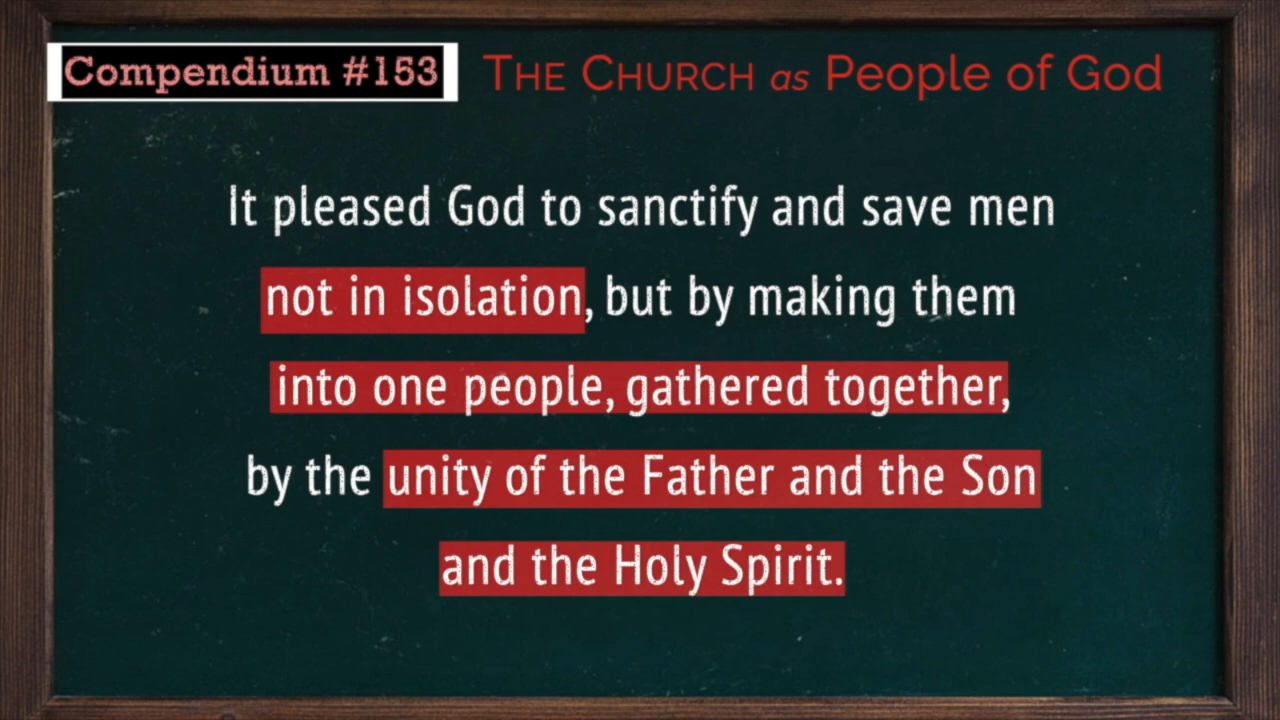 Compendium #153 THE CHURCH as People of God
It pleased God to sanctify and save men
not in isolation, but by making them
into one people, gathered together,
by the unity of the Father and the Son
and the Holy Spirit.